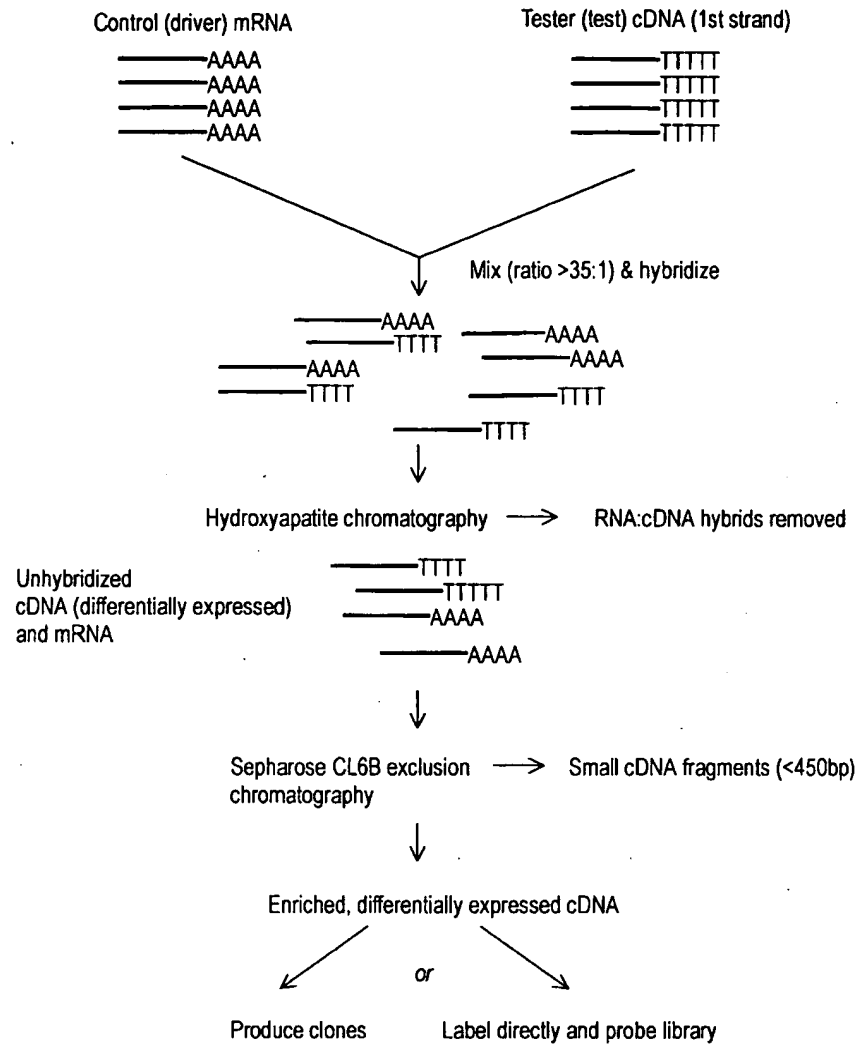 Control (driver) mRNA
Tester (test) cDNA (1st strand)
AAAA
AAAA
AAAA
AAAA
TTTTT
TTTTT
TTTTT
TTTTT
Mix (ratio >35:1) & hybridize
AAAA
TTTT
AAAA
AAAA
AAAA
TTTT
TTTT
TTTT
Hydroxyapatite chromatography
RNA:cDNA hybrids removed
Unhybridized
cDNA (differentially expressed)
and mRNA
TTTT
TTTTT
AAAA
AAAA
Sepharose CL6B exclusion
chromatography
Small cDNA fragments (<450bp)
Enriched, differentially expressed cDNA
or
Produce clones
Label directly and probe library